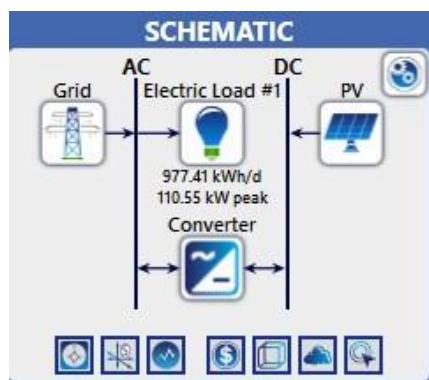 SCHEMATIC
AC DC
Grid Electric Load #1 PV
977.41 kWh/d
110.55 kW peak
Converter